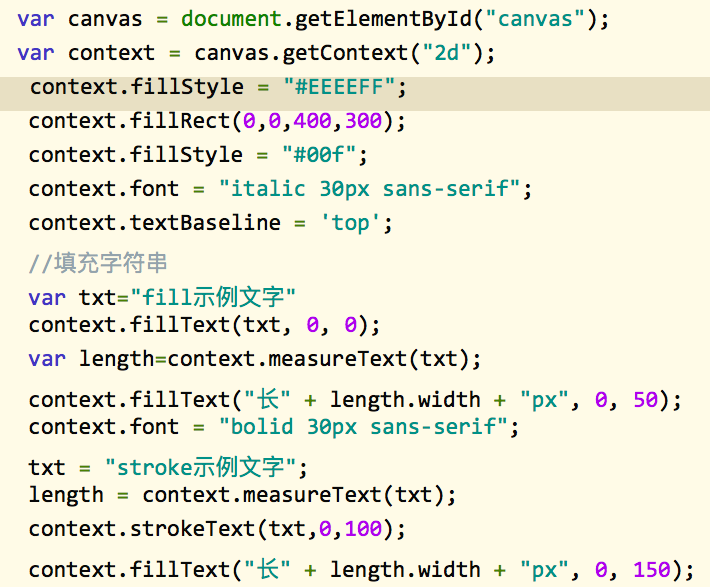 var canvas = document.getElementById("canvas");
var context = canvas.getContext("2d");
context.fillStyle = "#EEEEFF";
context.fillRect(0,0,400,300);
context.fillStyle = "#00f";
context.font = "italic 30px sans-serif";
context.textBaseline = 'top';
//填充字符串
var txt="fill示例文字"
context.fillText(txt, 0, 0);
var length=context.measureText(txt);
context.fillText("长" + length.width + "px", 0, 50);
context.font = "bolid 30px sans-serif";
txt = "stroke示例文字";
length = context.measureText(txt);
context.strokeText(txt,0,100);
context.fillText("长" + length.width + "px", 0, 150);